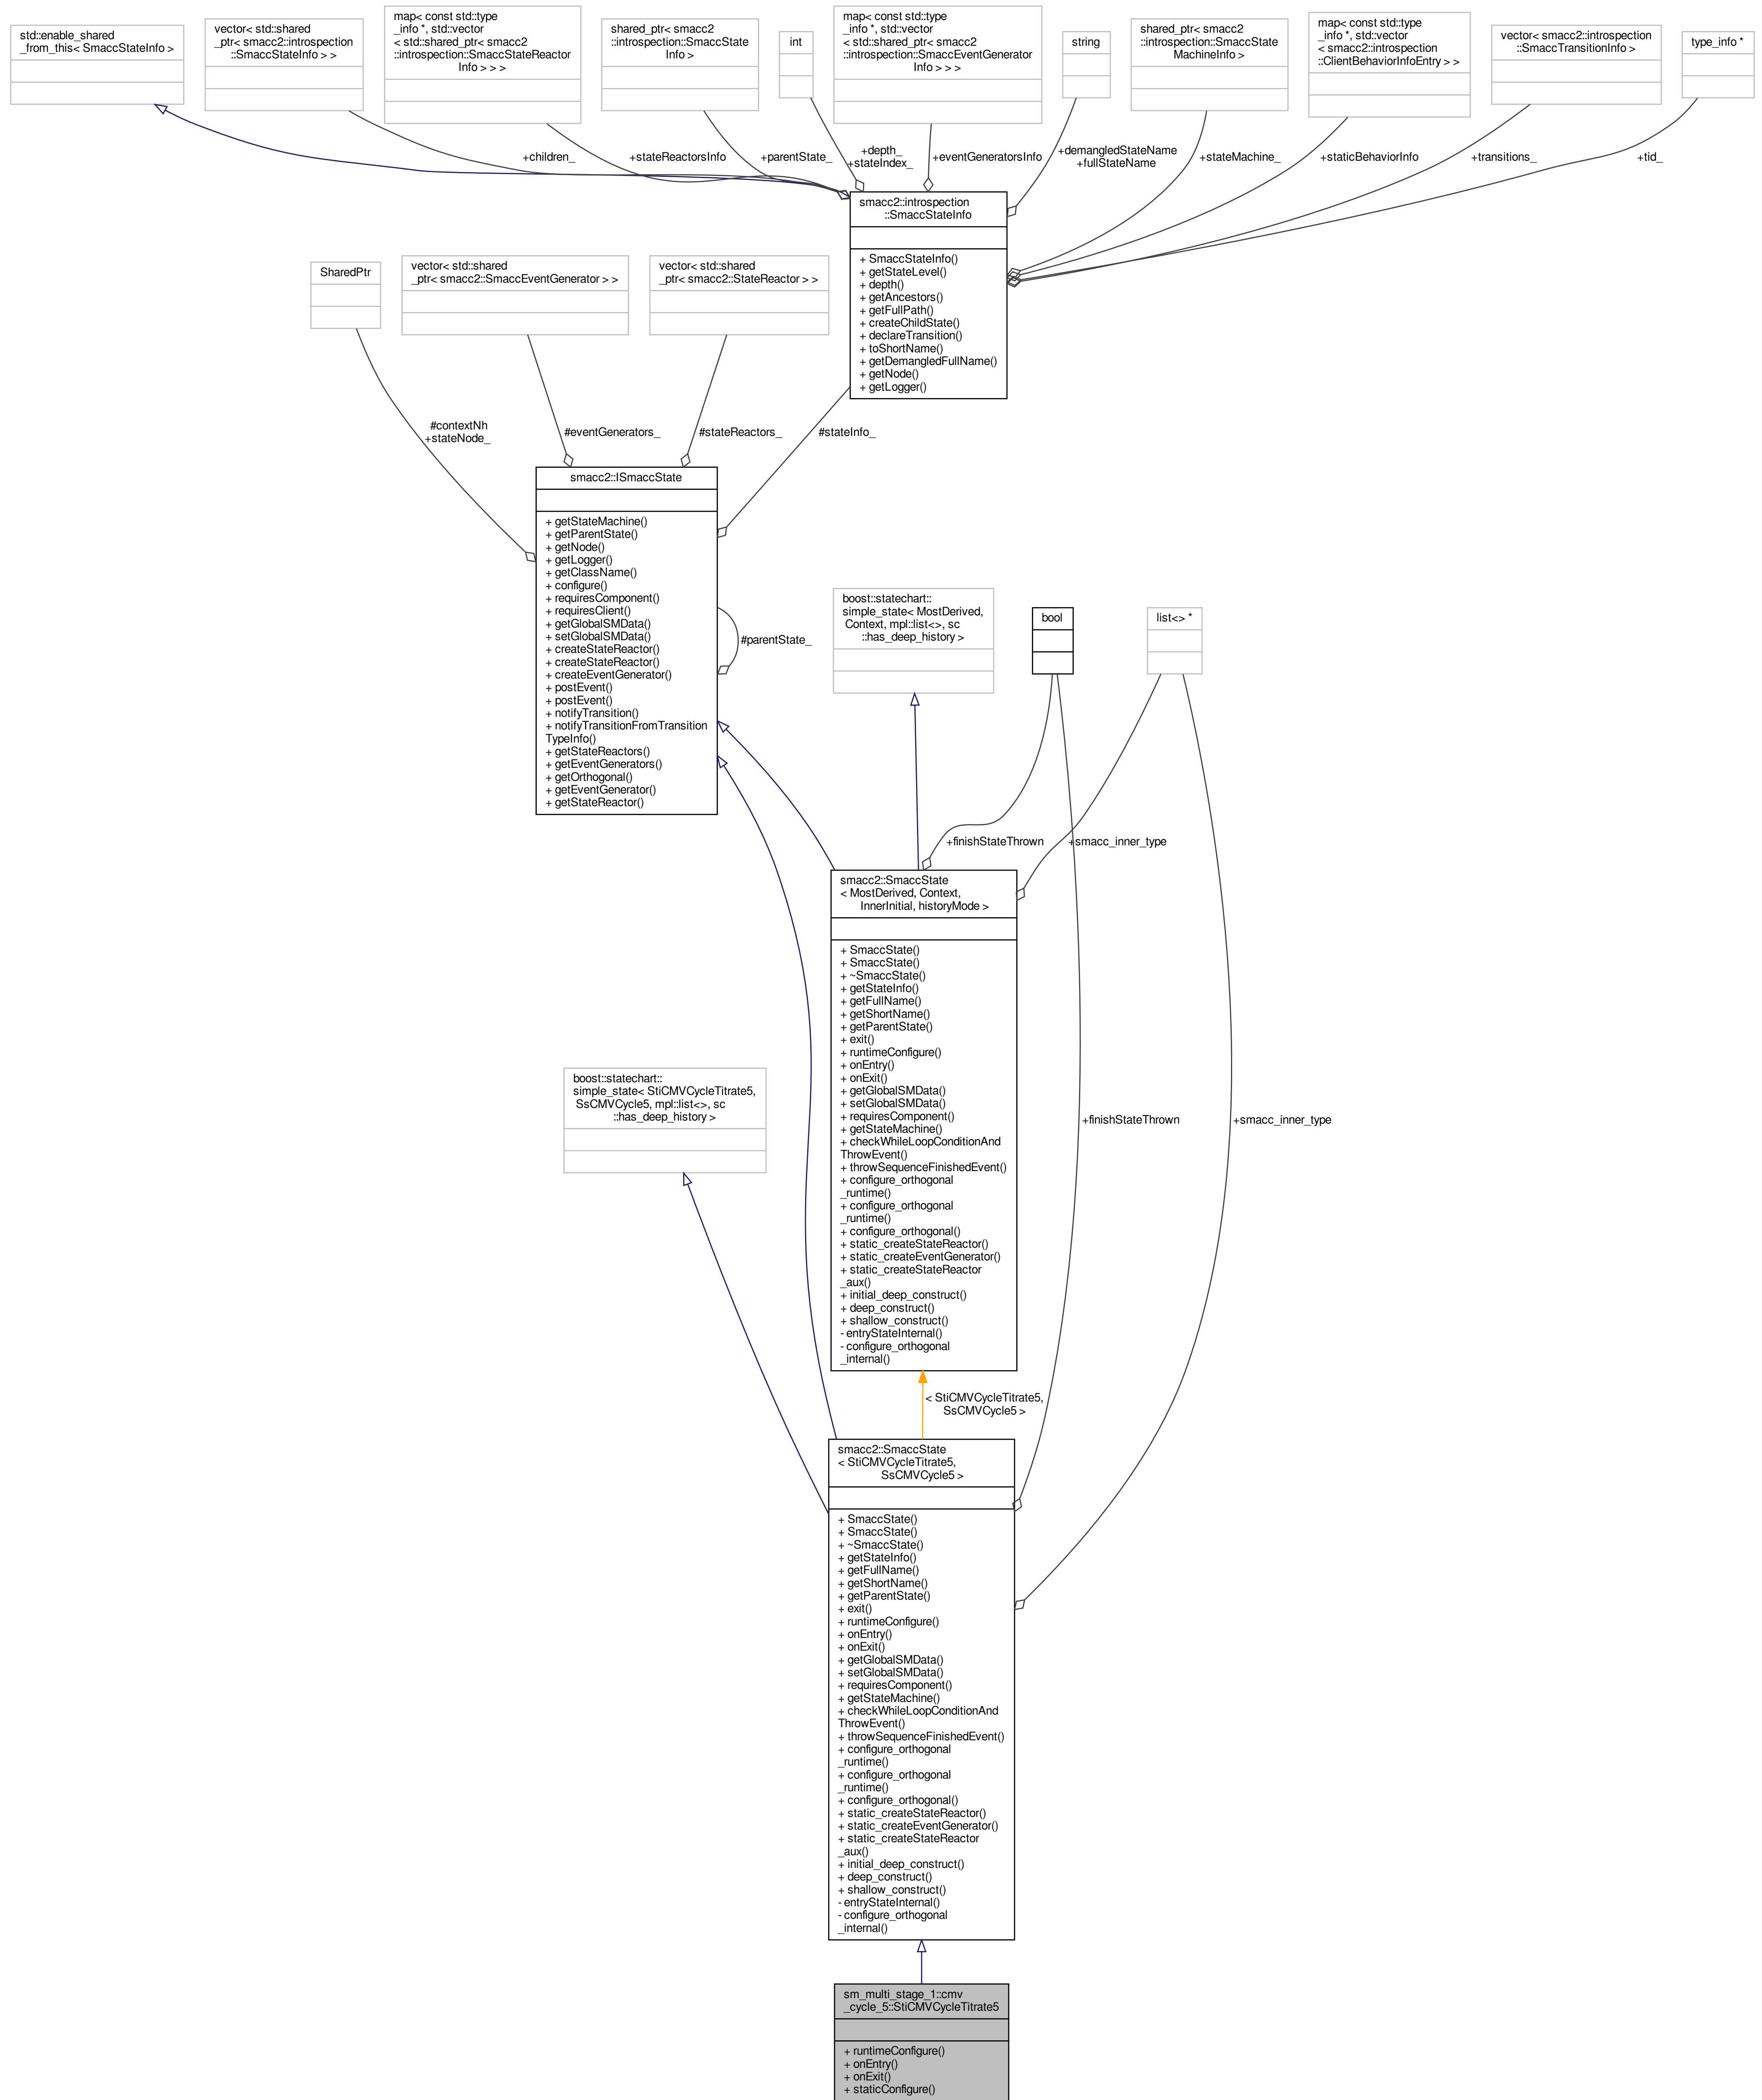 std::enable_shared
_from_this< SmaccStateInfo >
vector< std::shared
_ptr< smacc2::introspection
::SmaccStateInfo > >
map< const std::type
_info *, std::vector
< std::shared_ptr< smacc2
::introspection::SmaccStateReactor
Info > > >
shared_ptr< smacc2
::introspection::SmaccState
Info >
int
map< const std::type
_info *, std::vector
< std::shared_ptr< smacc2
::introspection::SmaccEventGenerator
Info > > >
string
shared_ptr< smacc2
::introspection::SmaccState
MachineInfo >
map< const std::type
_info *, std::vector
< smacc2::introspection
::ClientBehaviorInfoEntry > >
vector< smacc2::introspection
::SmaccTransitionInfo >
type_info *
+children_
+stateReactorsInfo
+parentState_
+depth_
+stateIndex_
+eventGeneratorsInfo
+demangledStateName
+fullStateName
+stateMachine_
+staticBehaviorInfo
+transitions_
+tid_
smacc2::introspection
::SmaccStateInfo
+ SmaccStateInfo()
+ getStateLevel()
+ depth()
+ getAncestors()
+ getFullPath()
+ createChildState()
+ declareTransition()
+ toShortName()
+ getDemangledFullName()
+ getNode()
+ getLogger()
SharedPtr
vector< std::shared
_ptr< smacc2::SmaccEventGenerator > >
vector< std::shared
_ptr< smacc2::StateReactor > >
#contextNh
+stateNode_
#eventGenerators_
#stateReactors_
#stateInfo_
smacc2::ISmaccState
+ getStateMachine()
+ getParentState()
+ getNode()
+ getLogger()
+ getClassName()
+ configure()
+ requiresComponent()
+ requiresClient()
+ getGlobalSMData()
+ setGlobalSMData()
+ createStateReactor()
+ createStateReactor()
+ createEventGenerator()
+ postEvent()
+ postEvent()
+ notifyTransition()
+ notifyTransitionFromTransition
TypeInfo()
+ getStateReactors()
+ getEventGenerators()
+ getOrthogonal()
+ getEventGenerator()
+ getStateReactor()
#parentState_
boost::statechart::
simple_state< MostDerived,
Context, mpl::list<>, sc
::has_deep_history >
bool
list<> *
+finishStateThrown
+smacc_inner_type
smacc2::SmaccState
< MostDerived, Context,
InnerInitial, historyMode >
+ SmaccState()
+ SmaccState()
+ ~SmaccState()
+ getStateInfo()
+ getFullName()
+ getShortName()
+ getParentState()
+ exit()
+ runtimeConfigure()
+ onEntry()
+ onExit()
+ getGlobalSMData()
+ setGlobalSMData()
+ requiresComponent()
+ getStateMachine()
+ checkWhileLoopConditionAnd
ThrowEvent()
+ throwSequenceFinishedEvent()
+ configure_orthogonal
_runtime()
+ configure_orthogonal
_runtime()
+ configure_orthogonal()
+ static_createStateReactor()
+ static_createEventGenerator()
+ static_createStateReactor
_aux()
+ initial_deep_construct()
+ deep_construct()
+ shallow_construct()
- entryStateInternal()
- configure_orthogonal
_internal()
boost::statechart::
simple_state< StiCMVCycleTitrate5,
SsCMVCycle5, mpl::list<>, sc
::has_deep_history >
+finishStateThrown
+smacc_inner_type
< StiCMVCycleTitrate5,
SsCMVCycle5 >
smacc2::SmaccState
< StiCMVCycleTitrate5,
SsCMVCycle5 >
+ SmaccState()
+ SmaccState()
+ ~SmaccState()
+ getStateInfo()
+ getFullName()
+ getShortName()
+ getParentState()
+ exit()
+ runtimeConfigure()
+ onEntry()
+ onExit()
+ getGlobalSMData()
+ setGlobalSMData()
+ requiresComponent()
+ getStateMachine()
+ checkWhileLoopConditionAnd
ThrowEvent()
+ throwSequenceFinishedEvent()
+ configure_orthogonal
_runtime()
+ configure_orthogonal
_runtime()
+ configure_orthogonal()
+ static_createStateReactor()
+ static_createEventGenerator()
+ static_createStateReactor
_aux()
+ initial_deep_construct()
+ deep_construct()
+ shallow_construct()
- entryStateInternal()
- configure_orthogonal
_internal()
sm_multi_stage_1::cmv
_cycle_5::StiCMVCycleTitrate5
+ runtimeConfigure()
+ onEntry()
+ onExit()
+ staticConfigure()